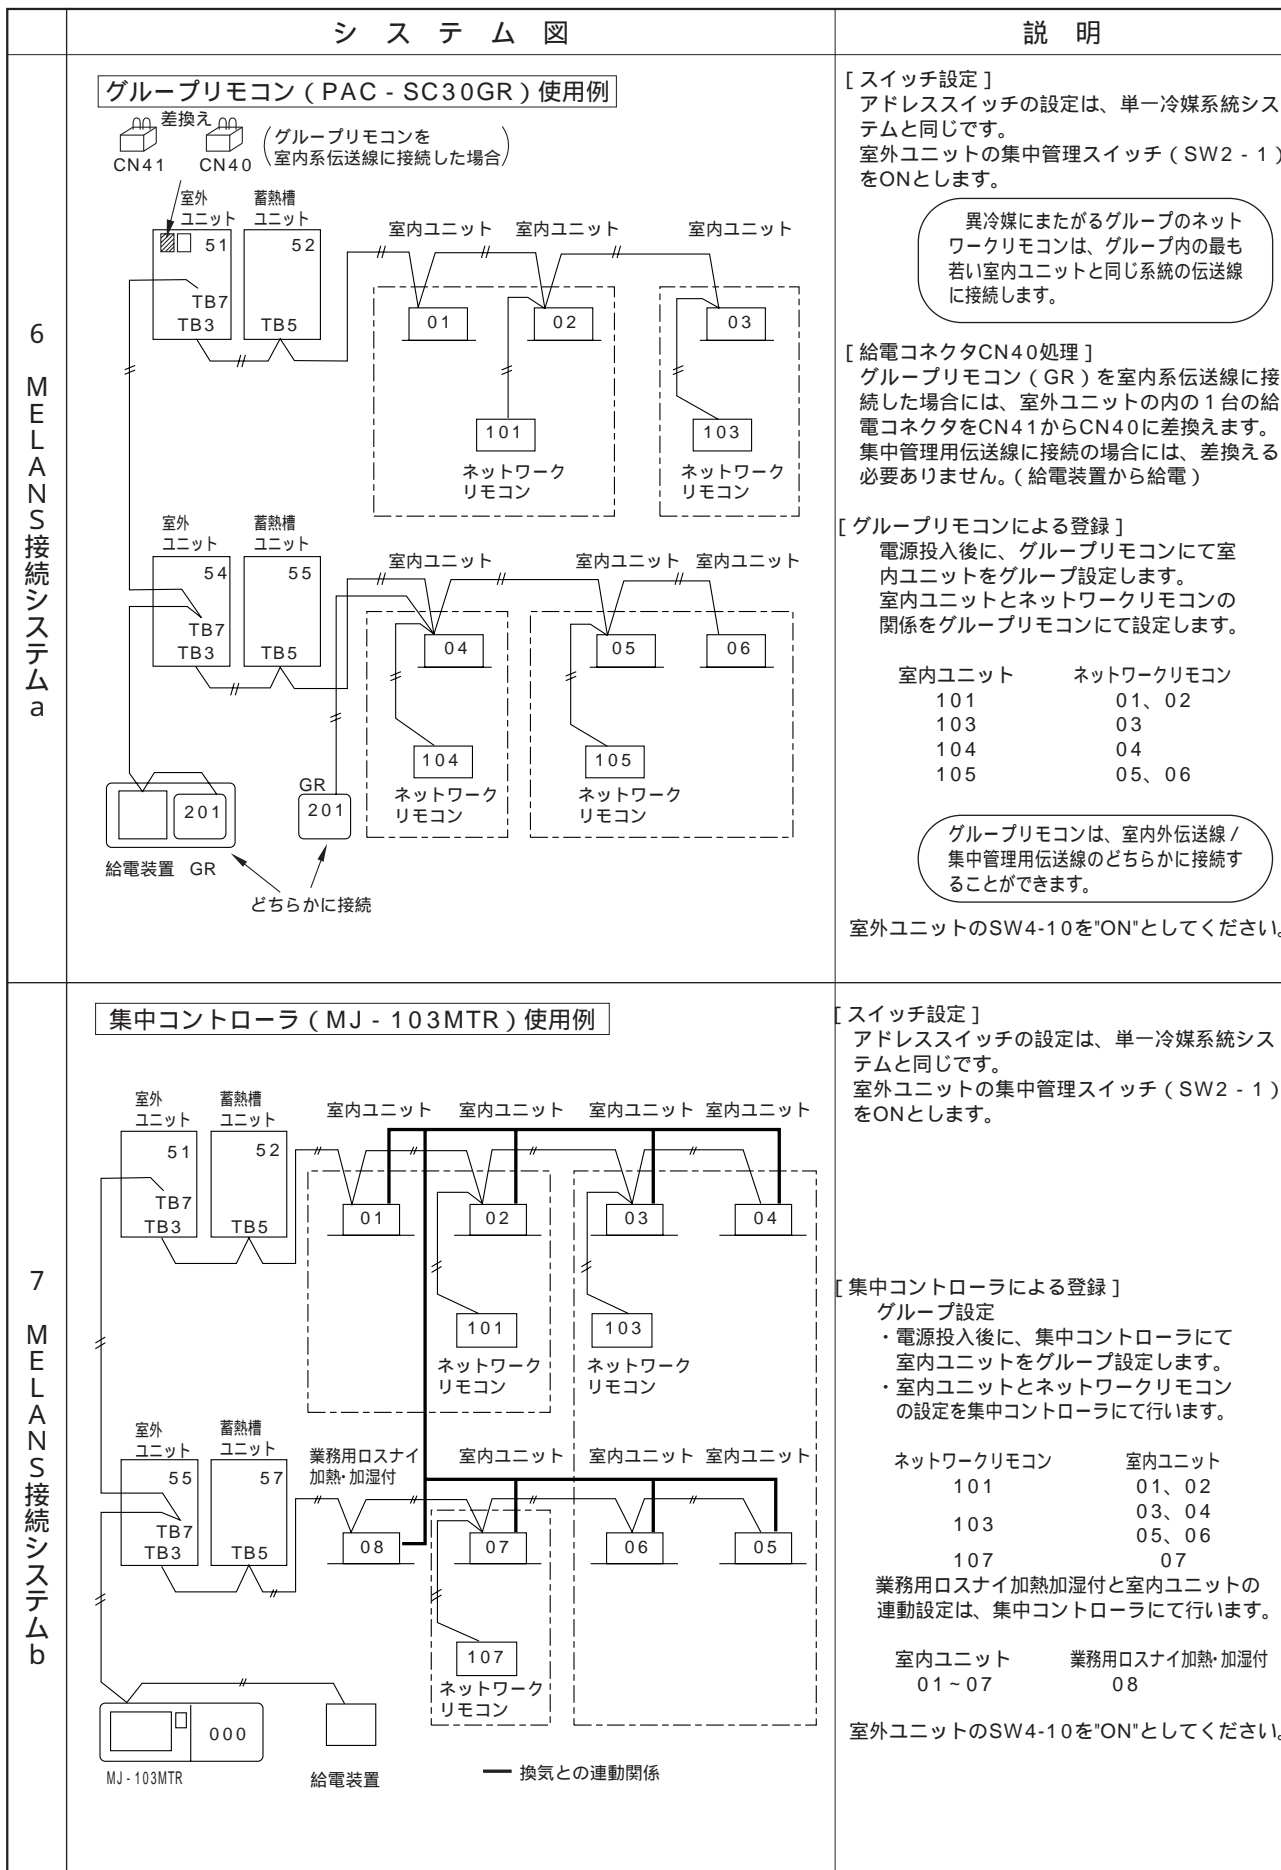 システム図
説明
6 MELANS接続システムa
グループリモコン(PAC-SC30GR)使用例
差換え
CN41
CN40
(グループリモコンを
室内系伝送線に接続した場合)
室外
ユニット
蓄熱槽
ユニット
51
52
TB7
TB3
TB5
室内ユニット
室内ユニット
室内ユニット
01
02
03
101
103
ネットワーク
リモコン
ネットワーク
リモコン
室外
ユニット
蓄熱槽
ユニット
54
55
TB7
TB3
TB5
室内ユニット
室内ユニット
室内ユニット
04
05
06
104
105
ネットワーク
リモコン
ネットワーク
リモコン
201
GR
201
給電装置 GR
どちらかに接続
[スイッチ設定]
アドレススイッチの設定は、単一冷媒系統シス
テムと同じです。
室外ユニットの集中管理スイッチ(SW2-1)
をONとします。
異冷媒にまたがるグループのネット
ワークリモコンは、グループ内の最も
若い室内ユニットと同じ系統の伝送線
に接続します。
[給電コネクタCN40処理]
グループリモコン(GR)を室内系伝送線に接
続した場合には、室外ユニットの内の1台の給
電コネクタをCN41からCN40に差換えます。
集中管理用伝送線に接続の場合には、差換える
必要ありません。(給電装置から給電)
[グループリモコンによる登録]
電源投入後に、グループリモコンにて室
内ユニットをグループ設定します。
室内ユニットとネットワークリモコンの
関係をグループリモコンにて設定します。
室内ユニット ネットワークリモコン
101 01、02
103 03
104 04
105 05、06
グループリモコンは、室内外伝送線/
集中管理用伝送線のどちらかに接続す
ることができます。
室外ユニットのSW4-10を"ON"としてください。
7 MELANS接続システムb
集中コントローラ(MJ-103MTR)使用例
室外
ユニット
蓄熱槽
ユニット
51
52
TB7
TB3
TB5
室内ユニット
室内ユニット
室内ユニット
室内ユニット
01
02
03
04
101
103
ネットワーク
リモコン
ネットワーク
リモコン
室外
ユニット
蓄熱槽
ユニット
55
57
TB7
TB3
TB5
業務用ロスナイ
加熱・加湿付
室内ユニット
室内ユニット
室内ユニット
08
07
06
05
107
ネットワーク
リモコン
000
MJ-103MTR
給電装置
換気との連動関係
[スイッチ設定]
アドレススイッチの設定は、単一冷媒系統シス
テムと同じです。
室外ユニットの集中管理スイッチ(SW2-1)
をONとします。
[集中コントローラによる登録]
グループ設定
・電源投入後に、集中コントローラにて
室内ユニットをグループ設定します。
・室内ユニットとネットワークリモコン
の設定を集中コントローラにて行います。
ネットワークリモコン 室内ユニット
101 01、02
103 03、04
05、06
107 07
業務用ロスナイ加熱加湿付と室内ユニットの
連動設定は、集中コントローラにて行います。
室内ユニット 業務用ロスナイ加熱・加湿付
01~07 08
室外ユニットのSW4-10を"ON"としてください。